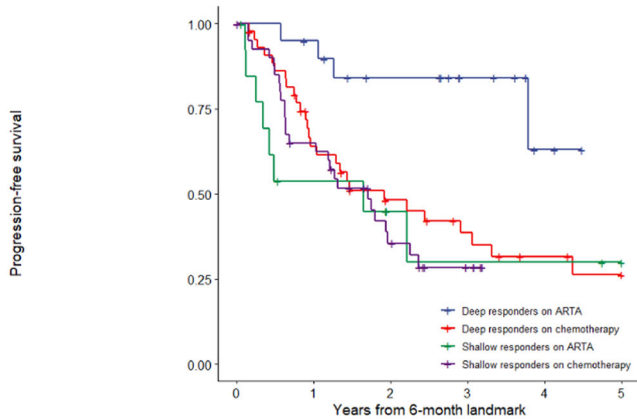 Progression-free survival
1.00
0.75
0.50
0.25
0.00
Deep responders on ARTA
Deep responders on chemotherapy
Shallow responders on ARTA
Shallow responders on chemotherapy
0 1 2 3 4 5
Years from 6-month landmark